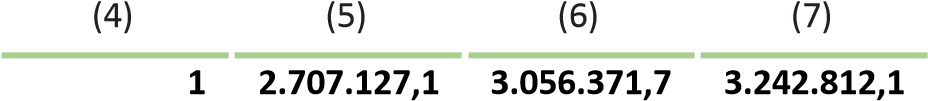 (4) (5) (6) (7)
1 2.707.127,1 3.056.371,7 3.242.812,1